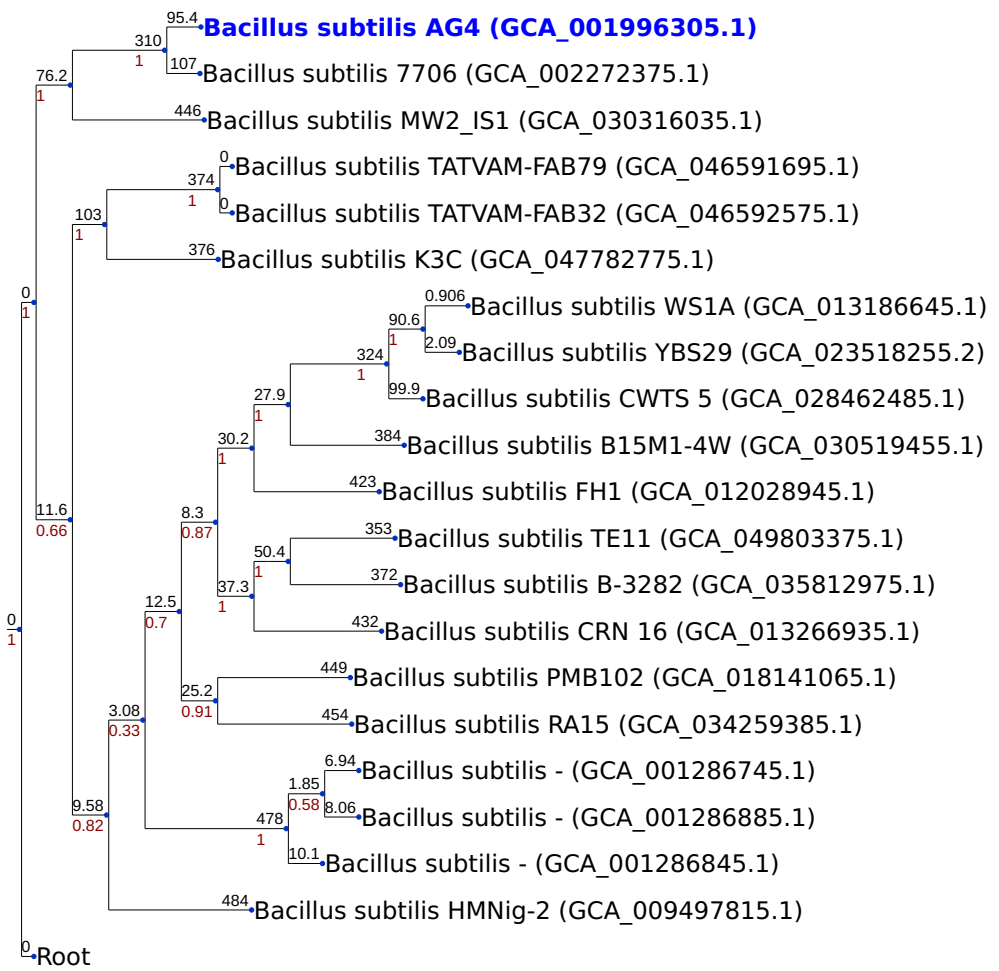 95.4
Bacillus subtilis AG4 (GCA_001996305.1)
310
1
107
Bacillus subtilis 7706 (GCA_002272375.1)
76.2
1
446
Bacillus subtilis MW2_IS1 (GCA_030316035.1)
0
Bacillus subtilis TATVAM-FAB79 (GCA_046591695.1)
374
1
0
Bacillus subtilis TATVAM-FAB32 (GCA_046592575.1)
103
1
376
Bacillus subtilis K3C (GCA_047782775.1)
0
1
0.906
Bacillus subtilis WS1A (GCA_013186645.1)
90.6
1
2.09
Bacillus subtilis YBS29 (GCA_023518255.2)
324
1
99.9
Bacillus subtilis CWTS 5 (GCA_028462485.1)
27.9
1
384
Bacillus subtilis B15M1-4W (GCA_030519455.1)
30.2
1
423
Bacillus subtilis FH1 (GCA_012028945.1)
11.6
0.66
8.3
0.87
353
Bacillus subtilis TE11 (GCA_049803375.1)
50.4
1
372
Bacillus subtilis B-3282 (GCA_035812975.1)
37.3
1
12.5
0.7
432
Bacillus subtilis CRN 16 (GCA_013266935.1)
0
1
449
Bacillus subtilis PMB102 (GCA_018141065.1)
25.2
0.91
3.08
0.33
454
Bacillus subtilis RA15 (GCA_034259385.1)
6.94
Bacillus subtilis - (GCA_001286745.1)
1.85
0.58
8.06
Bacillus subtilis - (GCA_001286885.1)
9.58
0.82
478
1
10.1
Bacillus subtilis - (GCA_001286845.1)
484
Bacillus subtilis HMNig-2 (GCA_009497815.1)
0
Root